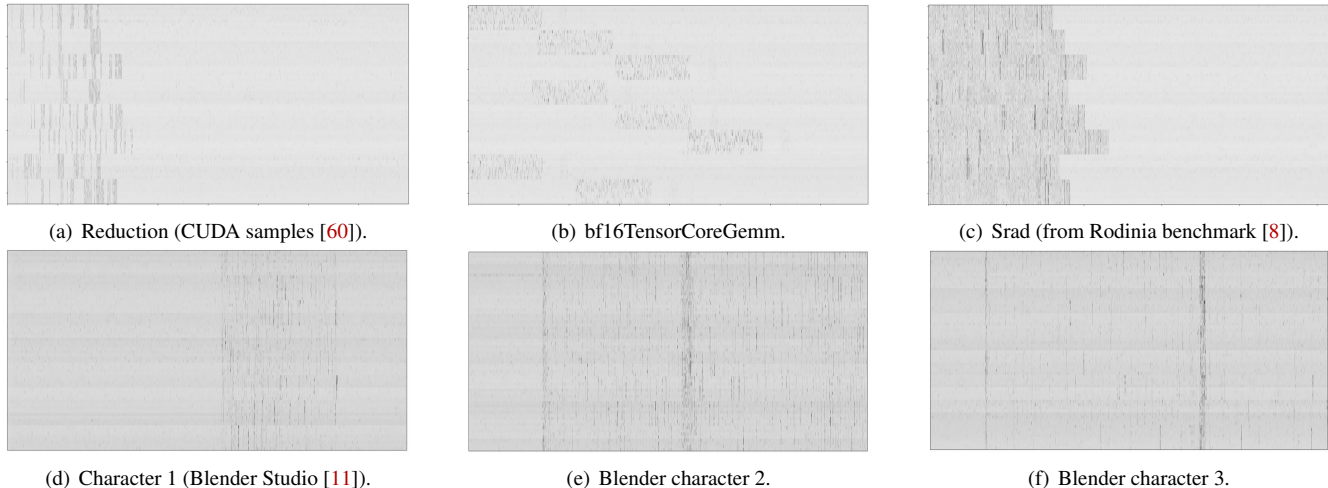 (a) Reduction (CUDA samples [60]).
(b) bf16TensorCoreGemm.
(c) Srad (from Rodinia benchmark [8]).
(d) Character 1 (Blender Studio [11]).
(e) Blender character 2.
(f) Blender character 3.